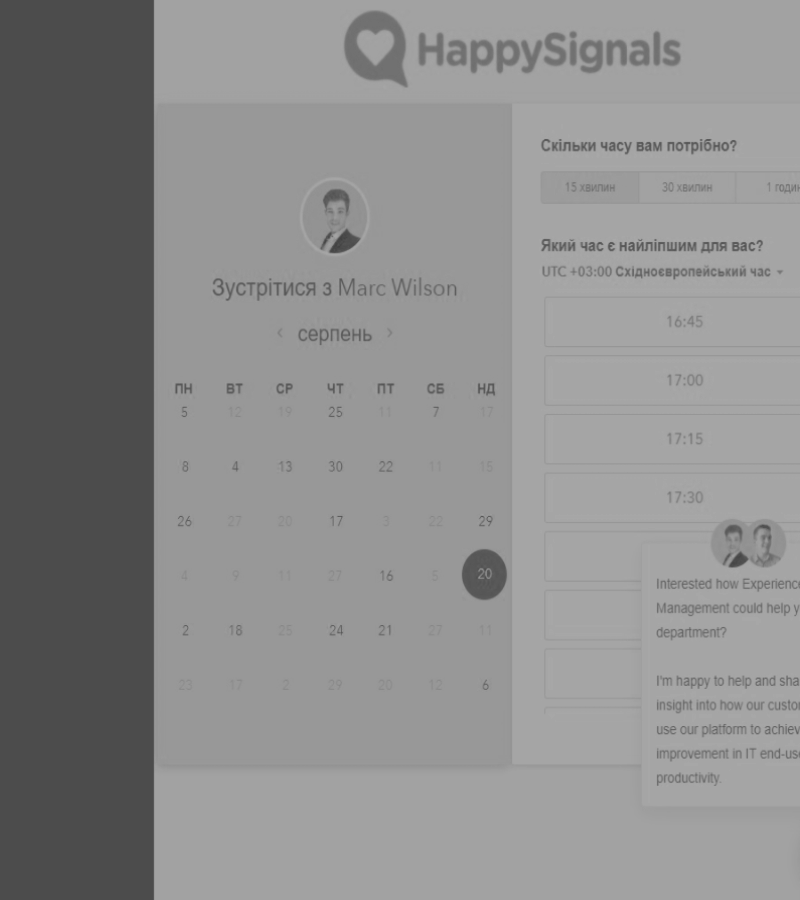 HappySignals
Зустрітися з Marc Wilson
серпень
ПН ВТ СР ЧТ ПТ СБ НД
5 12 19 25 11 7 17
8 4 13 30 22 11 15
26 27 20 17 3 22 29
4 9 11 27 16 5 20
2 18 25 24 21 27 11
23 17 2 29 20 12 6
Скільки часу вам потрібно?
15 хвилин 30 хвилин 1 годин
Який час є найліпшим для вас?
UTC +03:00 Східноєвропейський час
16:45
17:00
17:15
17:30
Interested how Experience
Management could help y
department?
I'm happy to help and sha
insight into how our custo
use our platform to achiev
improvement in IT end-use
productivity.